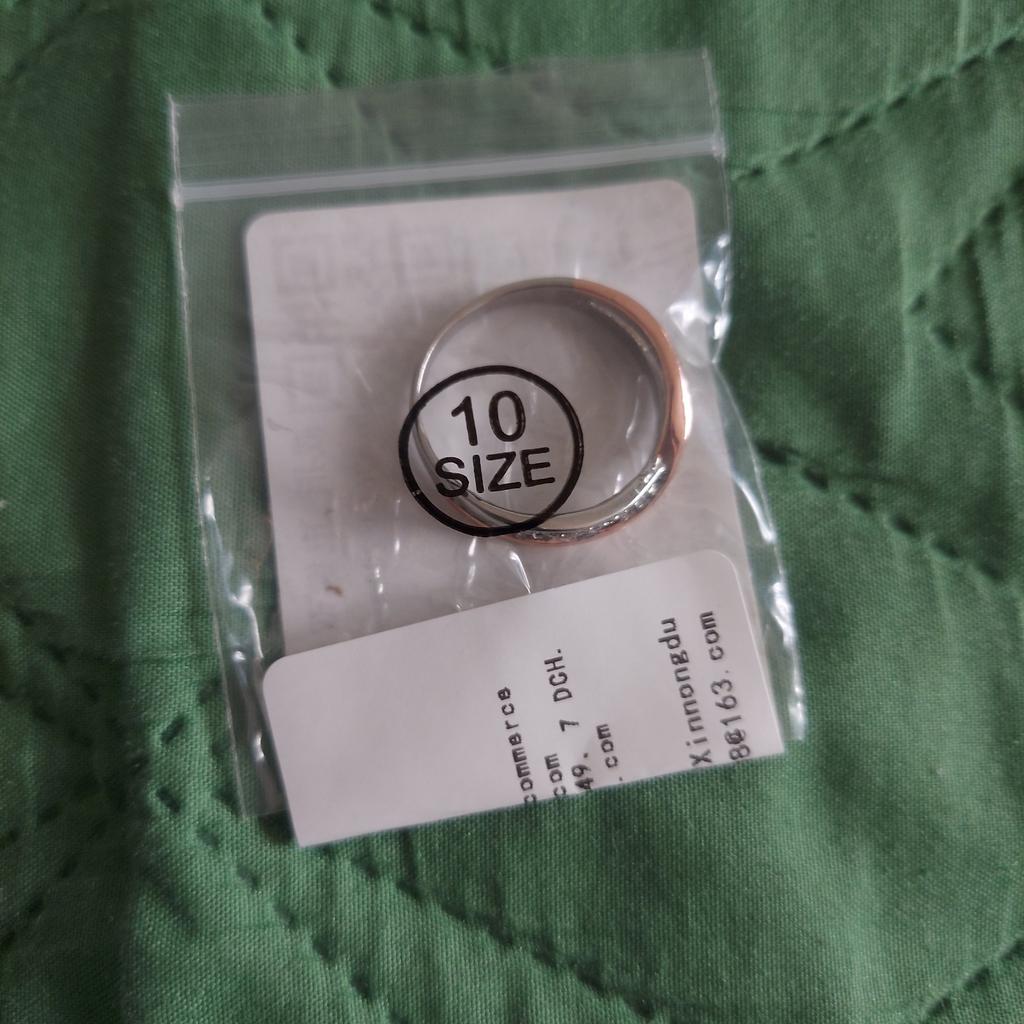 10
SIZE
commerce
com 7 DCH.
49.
.com
Xinnongdu
8@163.com